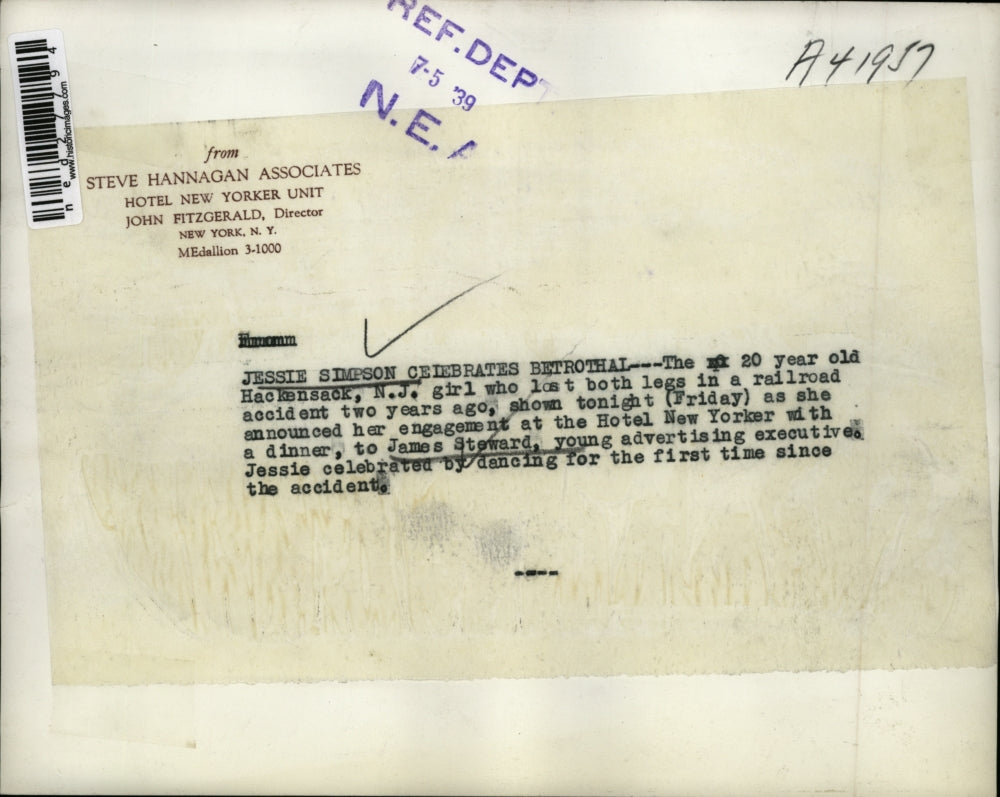 REF.DEPT
7-5 '39
N.E.A
A41957
www.historicimages.com
from
STEVE HANNAGAN ASSOCIATES
HOTEL NEW YORKER UNIT
JOHN FITZGERALD, Director
NEW YORK, N. Y.
MEdallion 3-1000
JESSIE SIMPSON CELEBRATES BETROTHAL---The 20 year old
Hackensack, N.J. girl who lost both legs in a railroad
accident two years ago, shown tonight (Friday) as she
announced her engagement at the Hotel New Yorker with
a dinner, to James Steward, young advertising executive.
Jessie celebrated by dancing for the first time since
the accident.
----